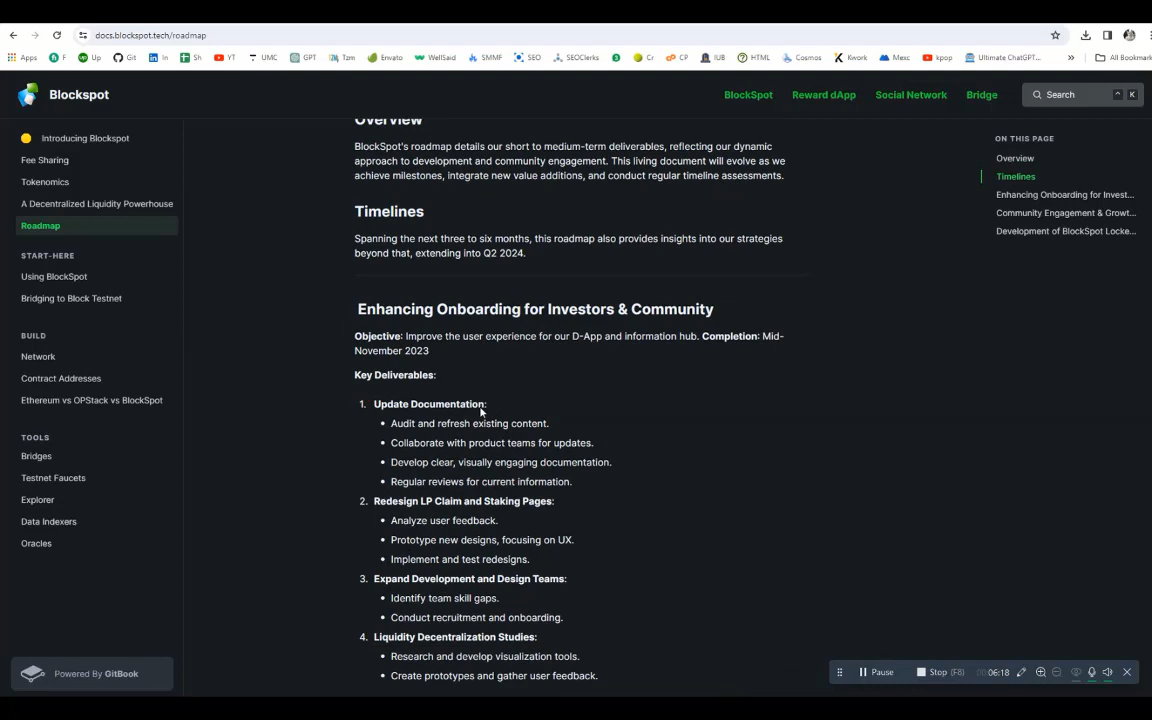 docs.blockspot.tech/roadmap
Apps F Up Git In Sh YT UMC GPT Tzm Envato WellSaid SMMF SEO SEOClerks Cr CP IUB HTML Cosmos Kwork Mexc kpop Ultimate ChatGPT... » All Bookmark
Blockspot
BlockSpot Reward dApp Social Network Bridge Search ^ K
Introducing Blockspot
Fee Sharing
Tokenomics
A Decentralized Liquidity Powerhouse
Roadmap
START-HERE
Using BlockSpot
Bridging to Block Testnet
BUILD
Network
Contract Addresses
Ethereum vs OPStack vs BlockSpot
TOOLS
Bridges
Testnet Faucets
Explorer
Data Indexers
Oracles
Powered By GitBook
Overview
BlockSpot's roadmap details our short to medium-term deliverables, reflecting our dynamic
approach to development and community engagement. This living document will evolve as we
achieve milestones, integrate new value additions, and conduct regular timeline assessments.
Timelines
Spanning the next three to six months, this roadmap also provides insights into our strategies
beyond that, extending into Q2 2024.
Enhancing Onboarding for Investors & Community
Objective: Improve the user experience for our D-App and information hub. Completion: Mid-
November 2023
Key Deliverables:
1. Update Documentation:
• Audit and refresh existing content.
• Collaborate with product teams for updates.
• Develop clear, visually engaging documentation.
• Regular reviews for current information.
2. Redesign LP Claim and Staking Pages:
• Analyze user feedback.
• Prototype new designs, focusing on UX.
• Implement and test redesigns.
3. Expand Development and Design Teams:
• Identify team skill gaps.
• Conduct recruitment and onboarding.
4. Liquidity Decentralization Studies:
• Research and develop visualization tools.
• Create prototypes and gather user feedback.
ON THIS PAGE
Overview
Timelines
Enhancing Onboarding for Invest...
Community Engagement & Growt...
Development of BlockSpot Locke...
Pause Stop (F8) 00:06:18